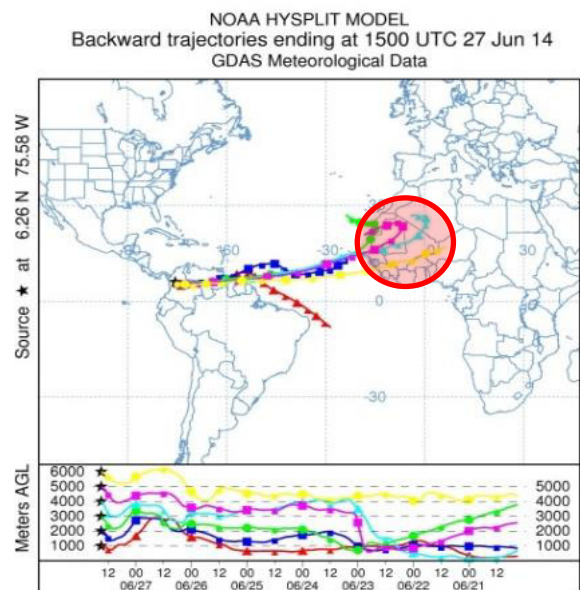 NOAA HYSPLIT MODEL
Backward trajectories ending at 1500 UTC 27 Jun 14
GDAS Meteorological Data
Source ★ at 6.26 N 75.58 W
-30
0
-30
Meters AGL
6000
5000 5000
4000 4000
3000 3000
2000 2000
1000 1000
12 00 12 00 12 00 12 00 12 00 12 00 12 00 12
06/27 06/26 06/25 06/24 06/23 06/22 06/21